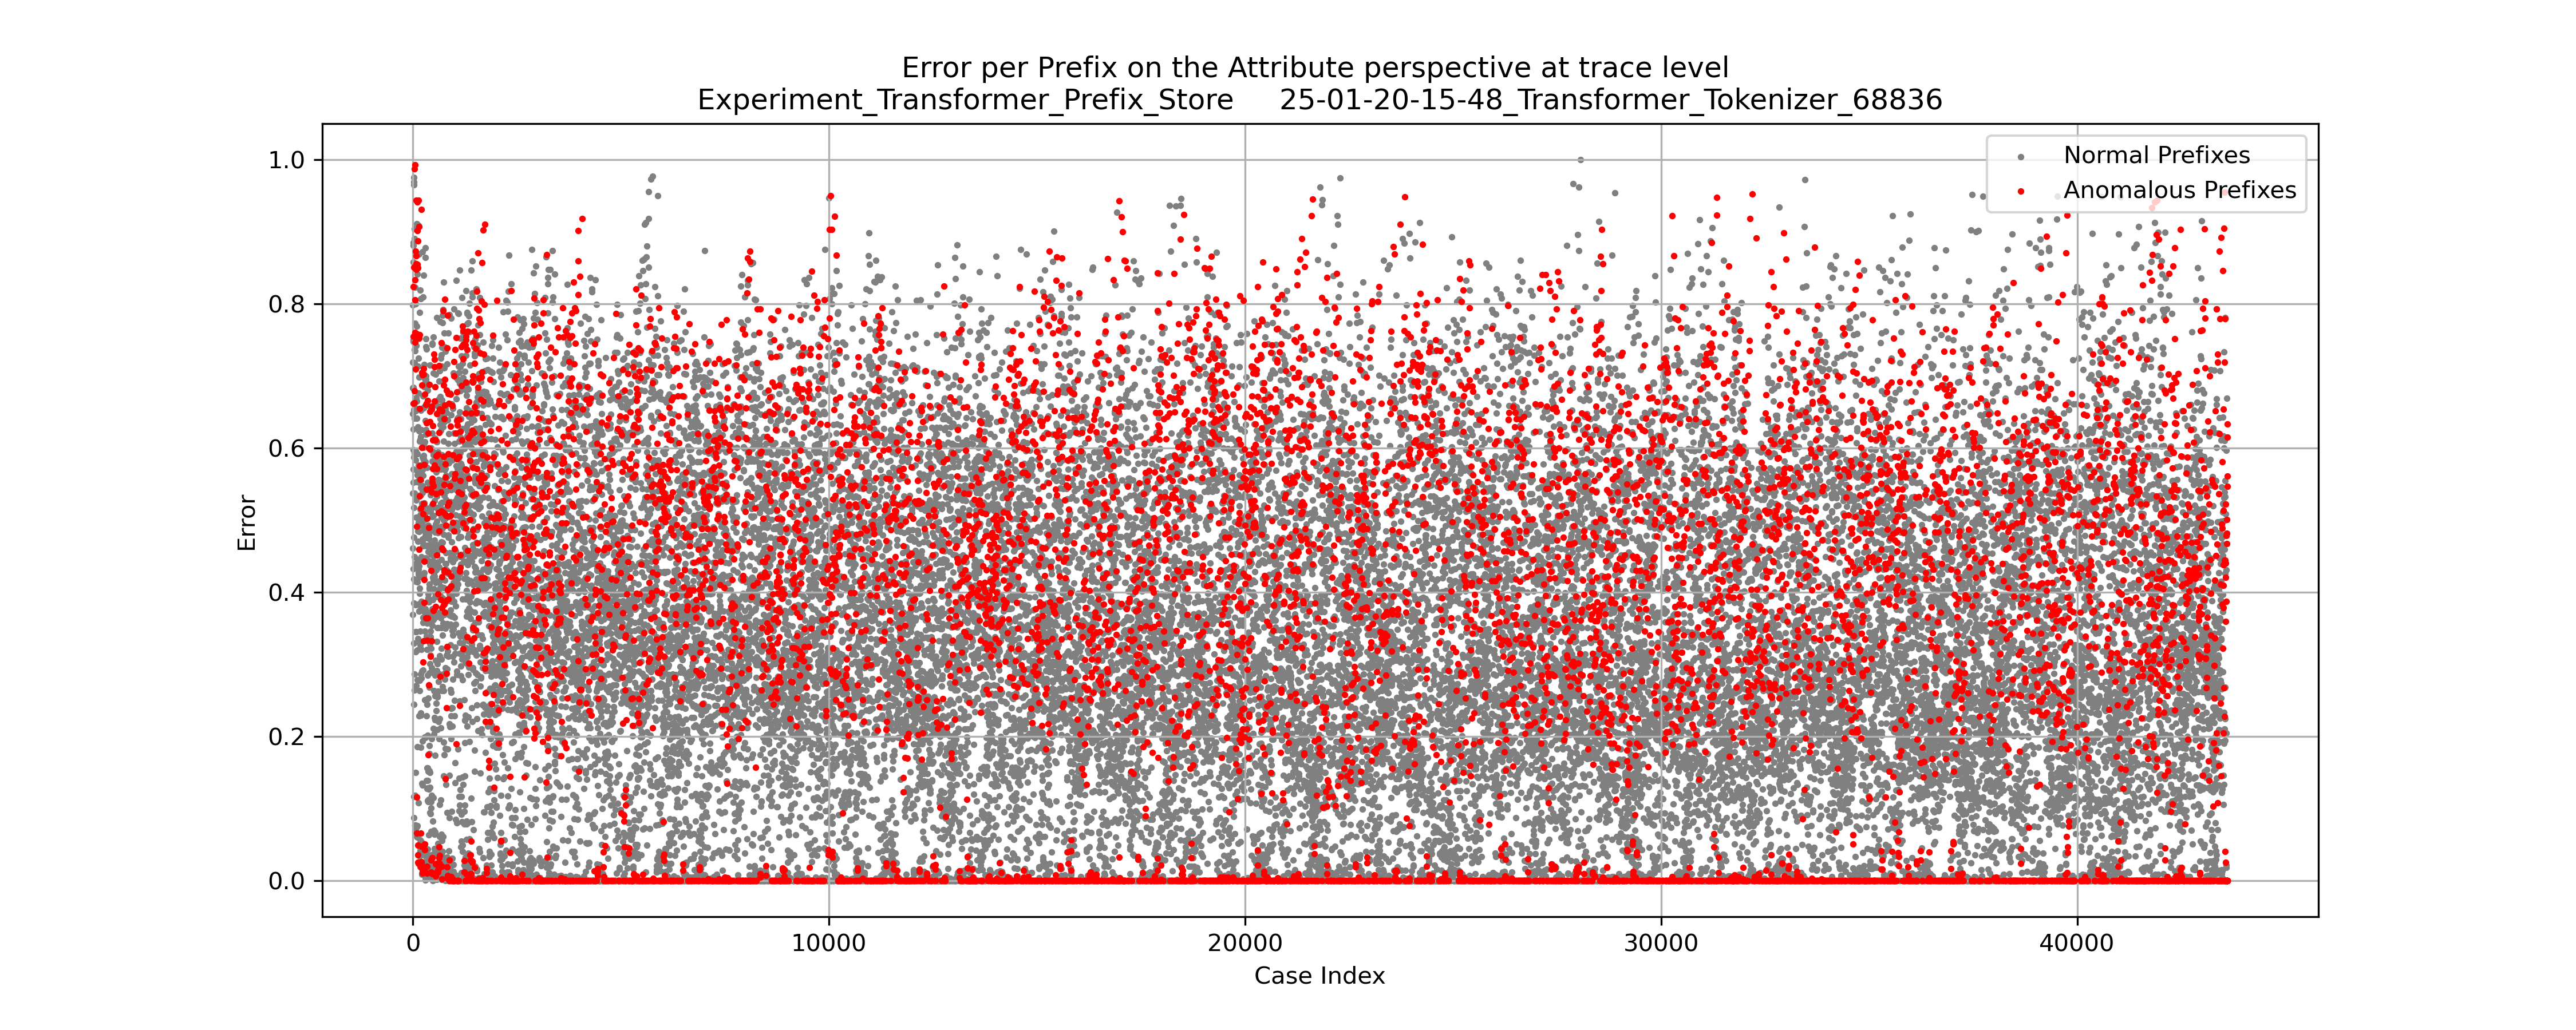 Error per Prefix on the Attribute perspective at trace level
Experiment_Transformer_Prefix_Store 25-01-20-15-48_Transformer_Tokenizer_68836
Normal Prefixes
Anomalous Prefixes
1.0
0.8
0.6
0.4
0.2
0.0
Error
0 10000 20000 30000 40000
Case Index